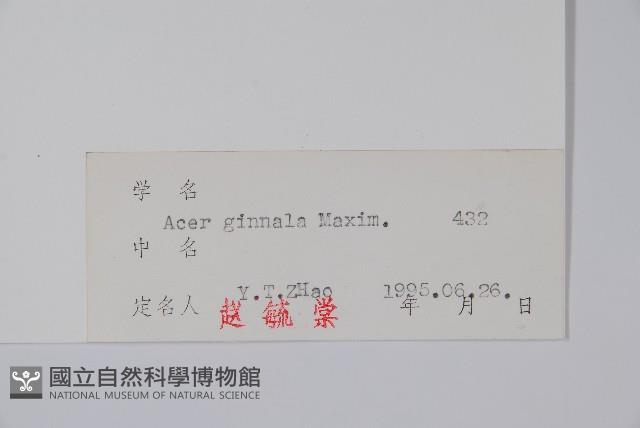 学 名
Acer ginnala Maxim. 432
中 名
Y.T.ZHao 1995.06.26.
定名人 赵毓棠 年 月 日
國立自然科學博物館
NATIONAL MUSEUM OF NATURAL SCIENCE